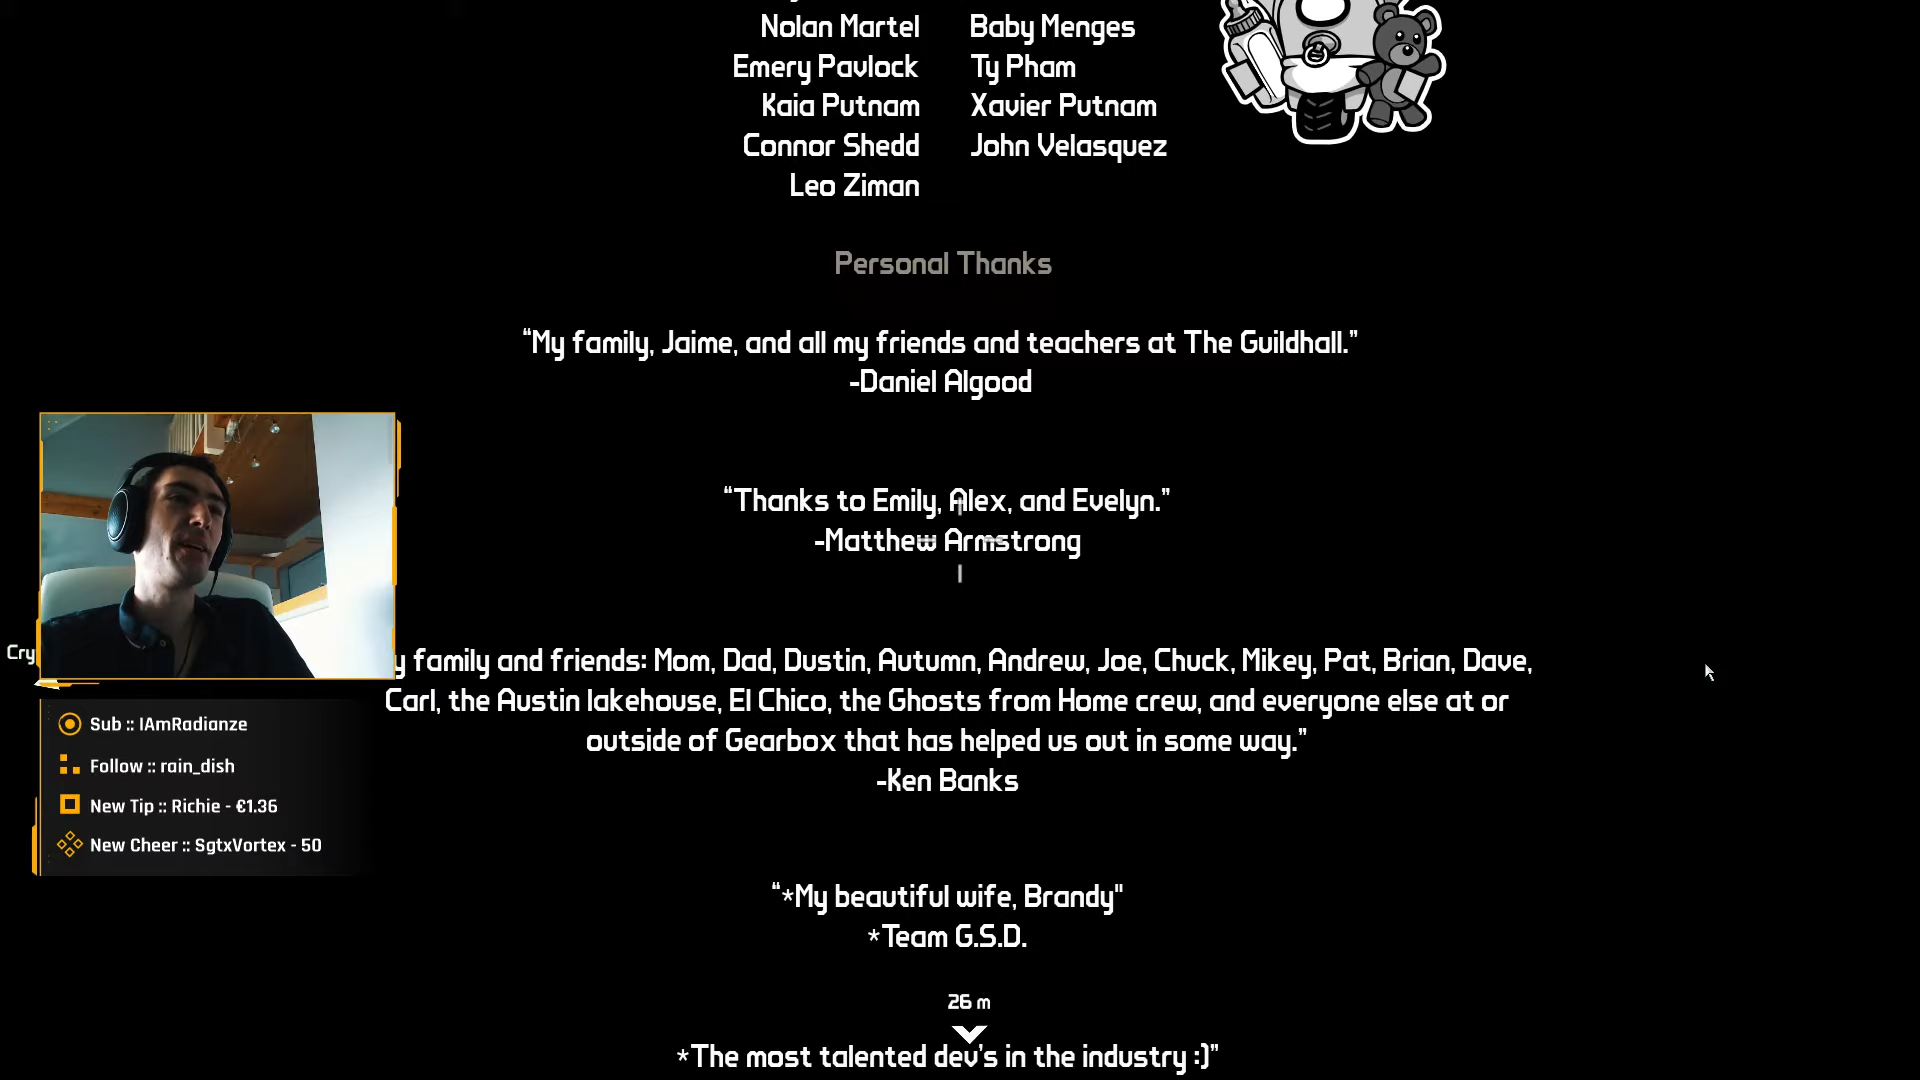 Nolan Martel Baby Menges
Emery Pavlock Ty Pham
Kaia Putnam Xavier Putnam
Connor Shedd John Velasquez
Leo Ziman
Personal Thanks
“My family, Jaime, and all my friends and teachers at The Guildhall.”
-Daniel Algood
“Thanks to Emily, Alex, and Evelyn.”
-Matthew Armstrong
Cry
family and friends: Mom, Dad, Dustin, Autumn, Andrew, Joe, Chuck, Mikey, Pat, Brian, Dave,
Carl, the Austin lakehouse, El Chico, the Ghosts from Home crew, and everyone else at or
outside of Gearbox that has helped us out in some way.”
-Ken Banks
Sub :: IAmRadianze
Follow :: rain_dish
New Tip :: Richie - €1.36
New Cheer :: SgtxVortex - 50
“*My beautiful wife, Brandy"
*Team G.S.D.
26 m
*The most talented dev's in the industry :)”